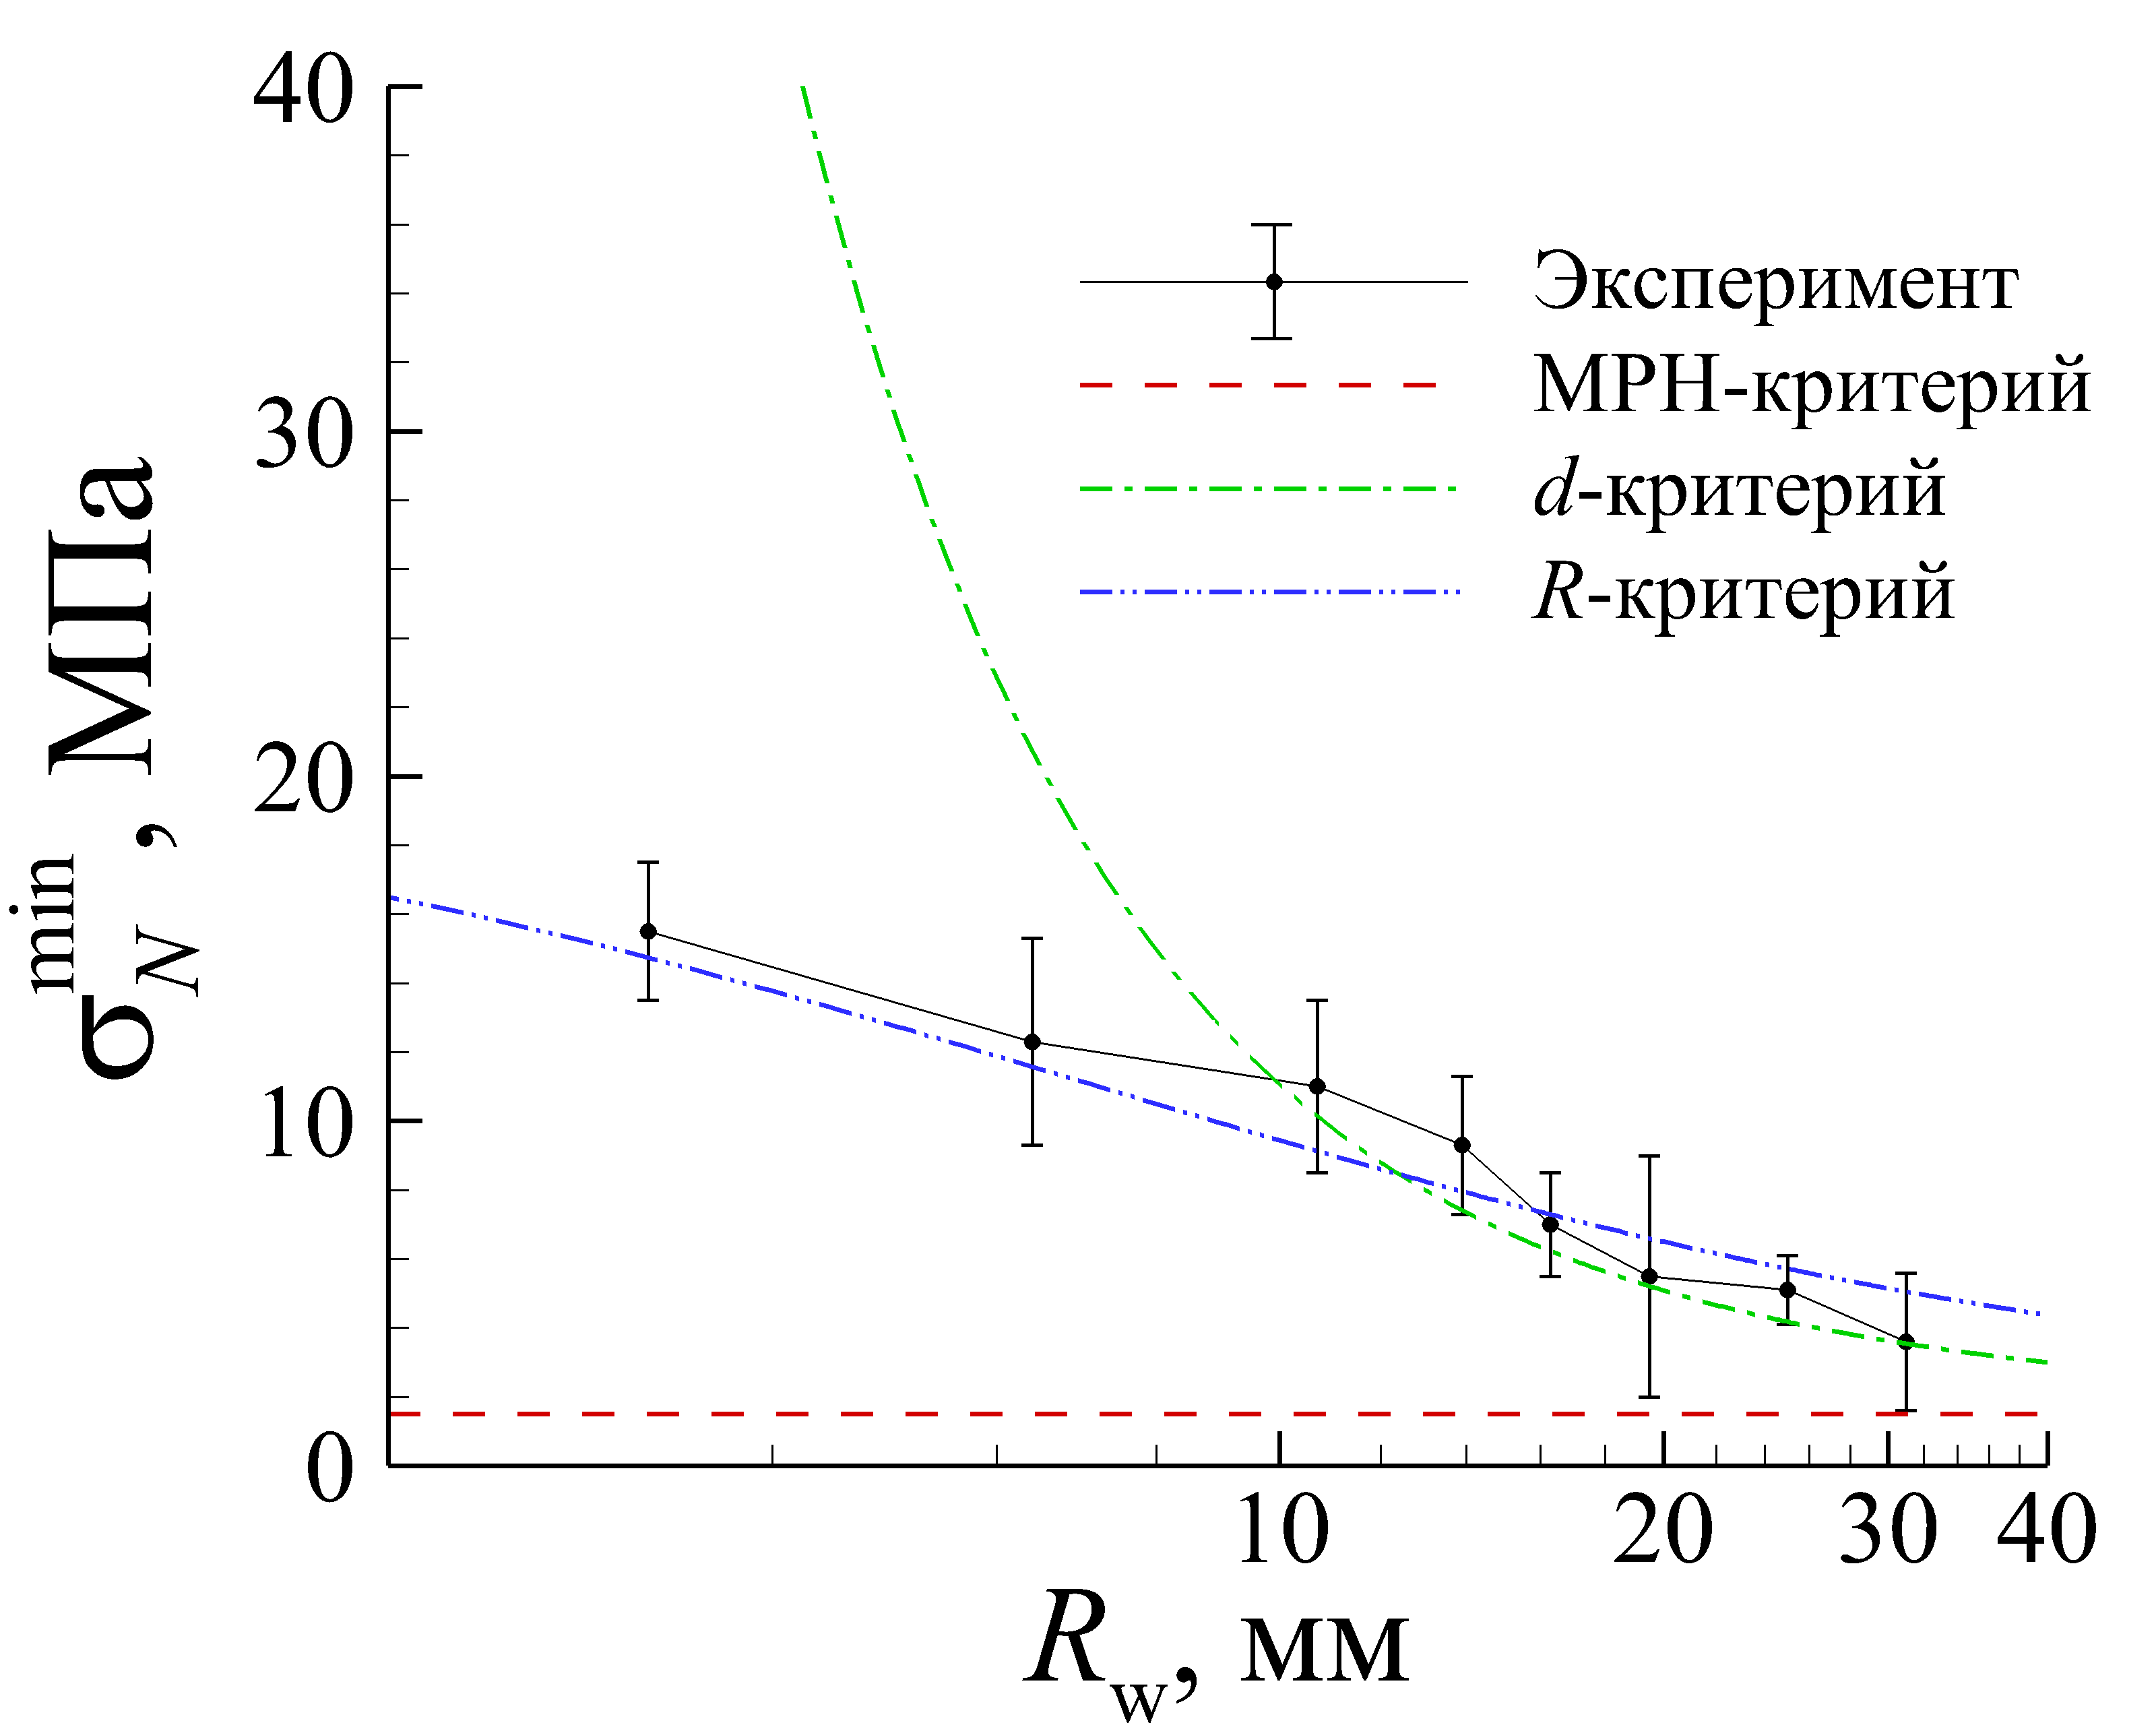 40
30
20
10
0
σ_N^min, МПа
Эксперимент
МРН-критерий
d-критерий
R-критерий
10 20 30 40
R_w, мм